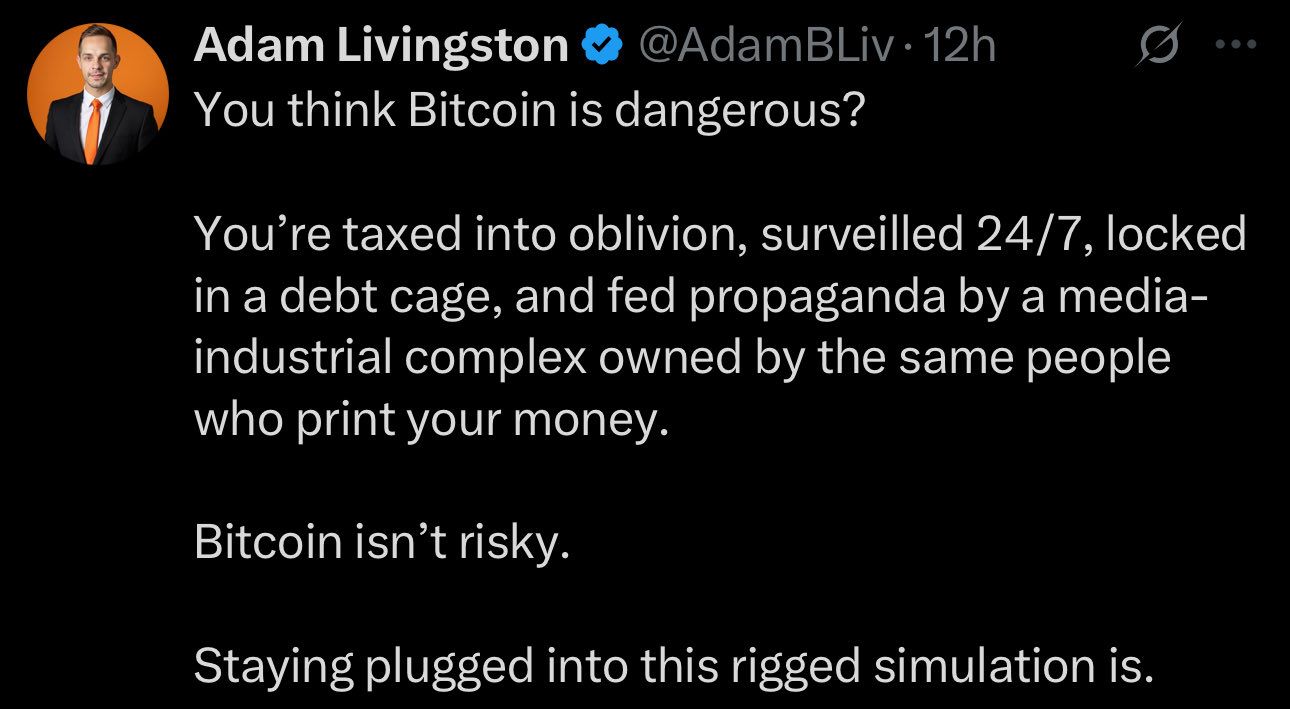 Adam Livingston @AdamBLiv · 12h
You think Bitcoin is dangerous?
You’re taxed into oblivion, surveilled 24/7, locked
in a debt cage, and fed propaganda by a media-
industrial complex owned by the same people
who print your money.
Bitcoin isn’t risky.
Staying plugged into this rigged simulation is.